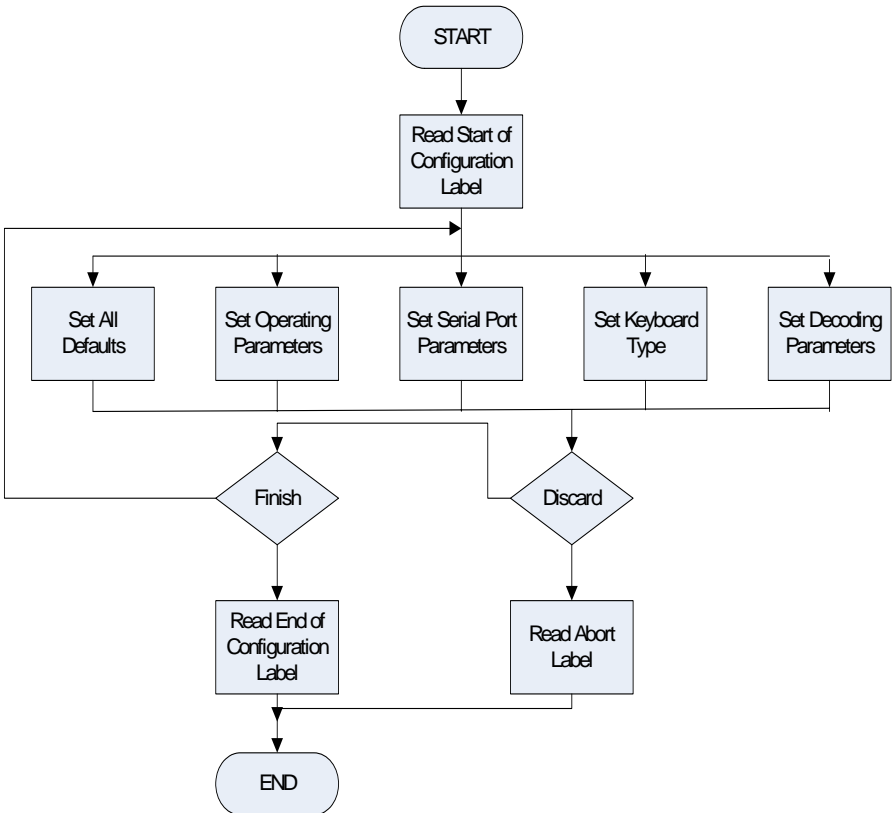 START
Read Start of
Configuration
Label
Set All
Defaults
Set Operating
Parameters
Set Serial Port
Parameters
Set Keyboard
Type
Set Decoding
Parameters
Finish
Discard
Read End of
Configuration
Label
Read Abort
Label
END